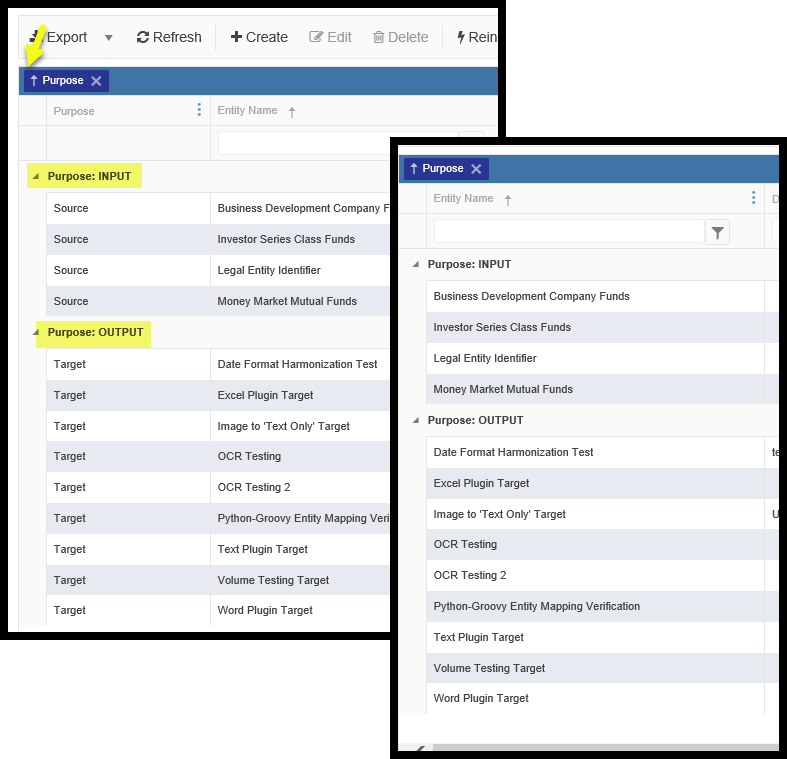 Export Refresh Create Edit Delete Rein
Purpose
Purpose Entity Name
Purpose: INPUT
Source Business Development Company F
Source Investor Series Class Funds
Source Legal Entity Identifier
Source Money Market Mutual Funds
Purpose: OUTPUT
Target Date Format Harmonization Test
Target Excel Plugin Target
Target Image to 'Text Only' Target
Target OCR Testing
Target OCR Testing 2
Target Python-Groovy Entity Mapping Veri
Target Text Plugin Target
Target Volume Testing Target
Target Word Plugin Target
Purpose
Entity Name D
Purpose: INPUT
Business Development Company Funds
Investor Series Class Funds
Legal Entity Identifier
Money Market Mutual Funds
Purpose: OUTPUT
Date Format Harmonization Test te
Excel Plugin Target
Image to 'Text Only' Target U
OCR Testing
OCR Testing 2
Python-Groovy Entity Mapping Verification
Text Plugin Target
Volume Testing Target
Word Plugin Target